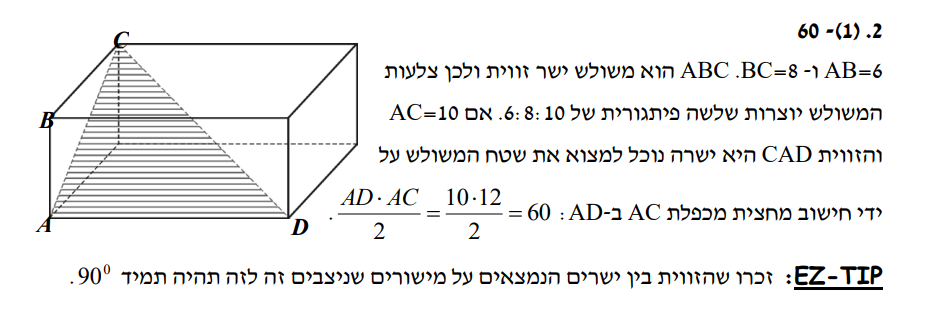 2. (1)- 60
AB=6 ו- BC=8. ABC הוא משולש ישר זווית ולכן צלעות
המשולש יוצרות שלשה פיתגורית של 6:8:10. אם AC=10
והזווית CAD היא ישרה נוכל למצוא את שטח המשולש על
ידי חישוב מחצית מכפלת AC ב-AD: \frac{AD \cdot AC}{2} = \frac{10 \cdot 12}{2} = 60.
EZ-TIP: זכרו שהזווית בין ישרים הנמצאים על מישורים שניצבים זה לזה תהיה תמיד 90⁰.
C
B
A
D